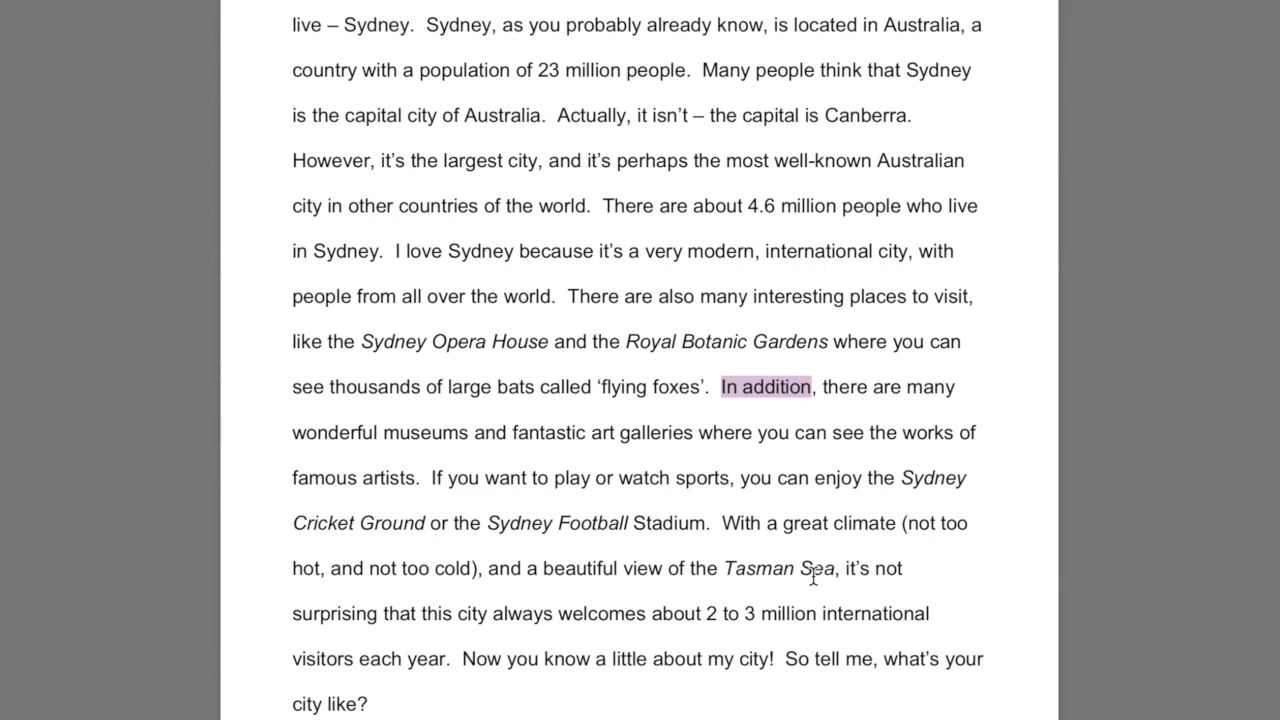 live – Sydney.  Sydney, as you probably already know, is located in Australia, a
country with a population of 23 million people.  Many people think that Sydney
is the capital city of Australia.  Actually, it isn’t – the capital is Canberra.
However, it’s the largest city, and it’s perhaps the most well-known Australian
city in other countries of the world.  There are about 4.6 million people who live
in Sydney.  I love Sydney because it’s a very modern, international city, with
people from all over the world.  There are also many interesting places to visit,
like the Sydney Opera House and the Royal Botanic Gardens where you can
see thousands of large bats called ‘flying foxes’.  In addition, there are many
wonderful museums and fantastic art galleries where you can see the works of
famous artists.  If you want to play or watch sports, you can enjoy the Sydney
Cricket Ground or the Sydney Football Stadium.  With a great climate (not too
hot, and not too cold), and a beautiful view of the Tasman Sea, it’s not
surprising that this city always welcomes about 2 to 3 million international
visitors each year.  Now you know a little about my city!  So tell me, what’s your
city like?